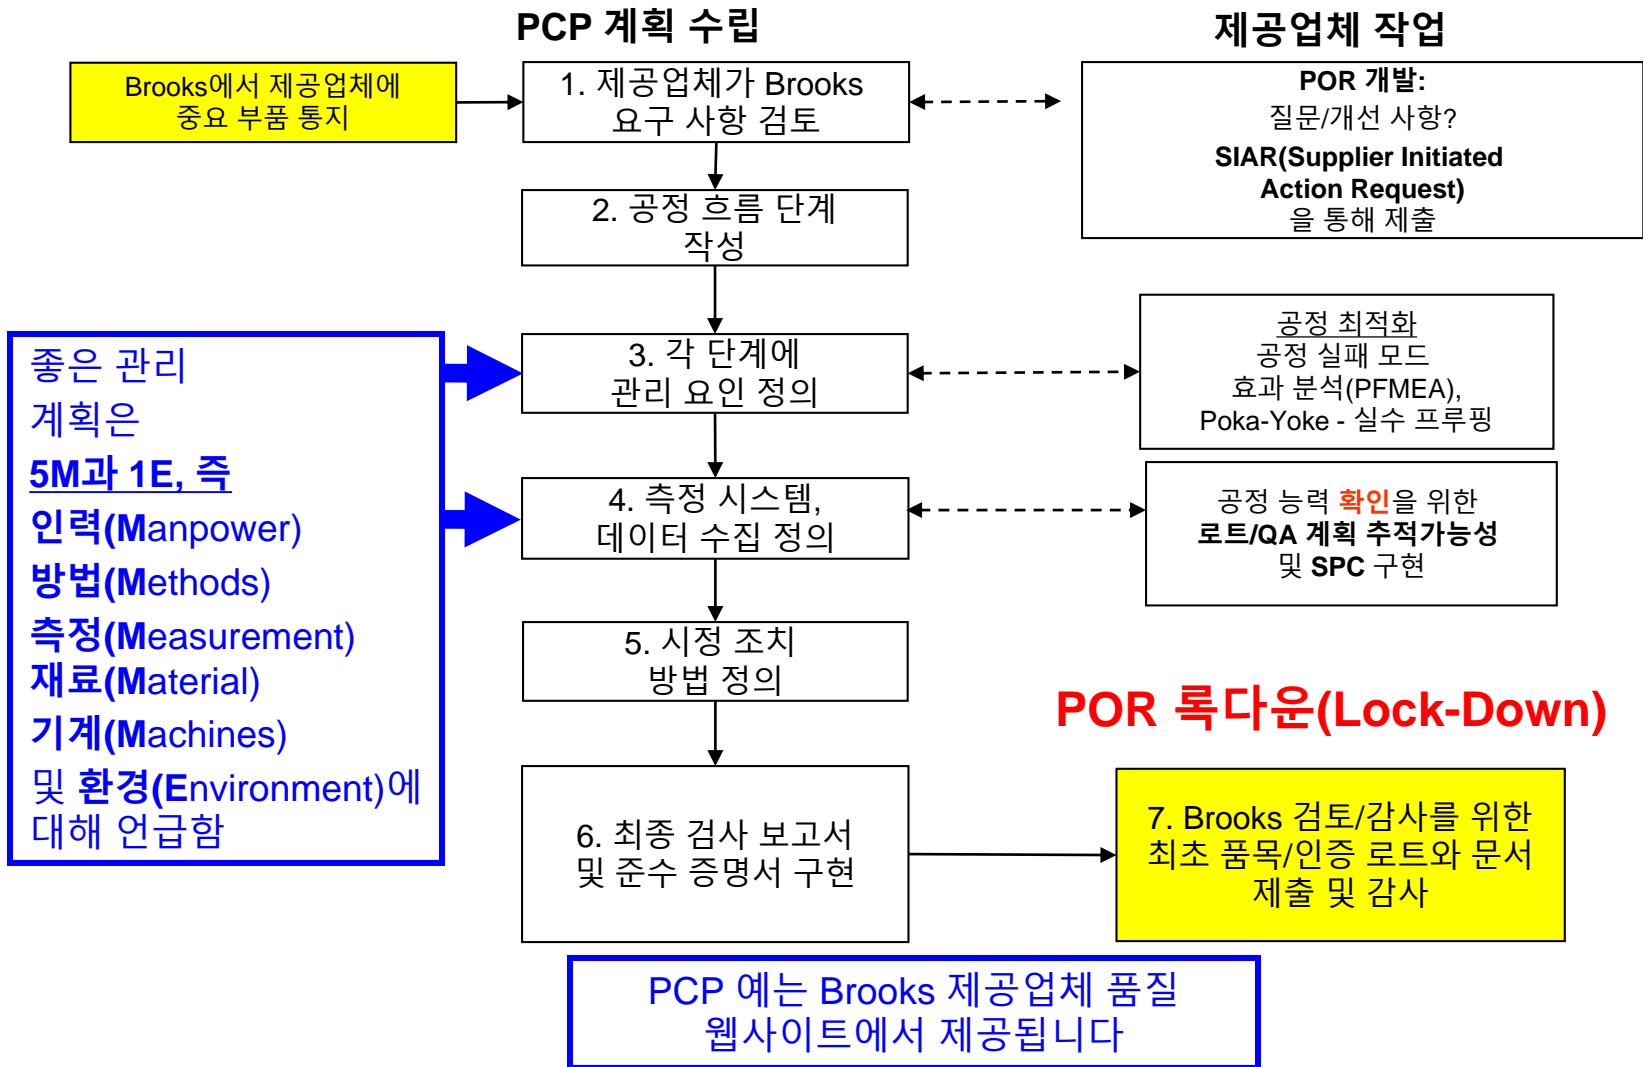 PCP 계획 수립
제공업체 작업
Brooks에서 제공업체에
중요 부품 통지
1. 제공업체가 Brooks
요구 사항 검토
POR 개발:
질문/개선 사항?
SIAR(Supplier Initiated
Action Request)
을 통해 제출
2. 공정 흐름 단계
작성
3. 각 단계에
관리 요인 정의
공정 최적화
공정 실패 모드
효과 분석(PFMEA),
Poka-Yoke - 실수 프루핑
좋은 관리
계획은
5M과 1E, 즉
인력(Manpower)
방법(Methods)
측정(Measurement)
재료(Material)
기계(Machines)
및 환경(Environment)에
대해 언급함
4. 측정 시스템,
데이터 수집 정의
공정 능력 확인을 위한
로트/QA 계획 추적가능성
및 SPC 구현
5. 시정 조치
방법 정의
POR 록다운(Lock-Down)
6. 최종 검사 보고서
및 준수 증명서 구현
7. Brooks 검토/감사를 위한
최초 품목/인증 로트와 문서
제출 및 감사
PCP 예는 Brooks 제공업체 품질
웹사이트에서 제공됩니다